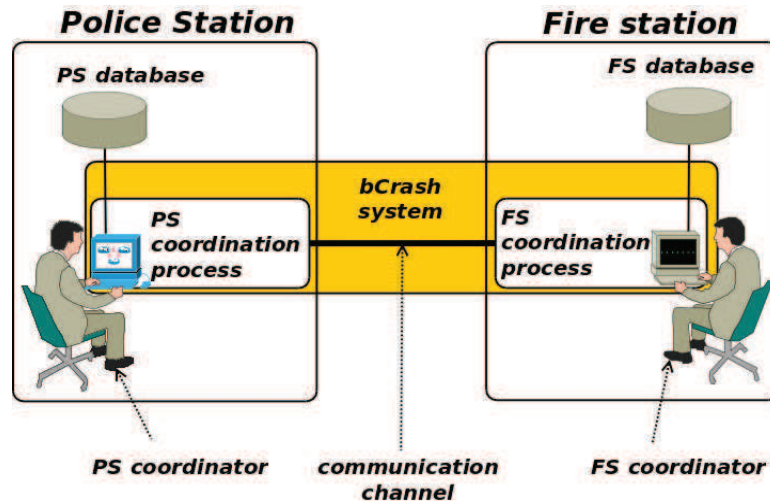 Police Station
Fire station
PS database
FS database
bCrash
system
PS
coordination
process
FS
coordination
process
PS coordinator
communication
channel
FS coordinator